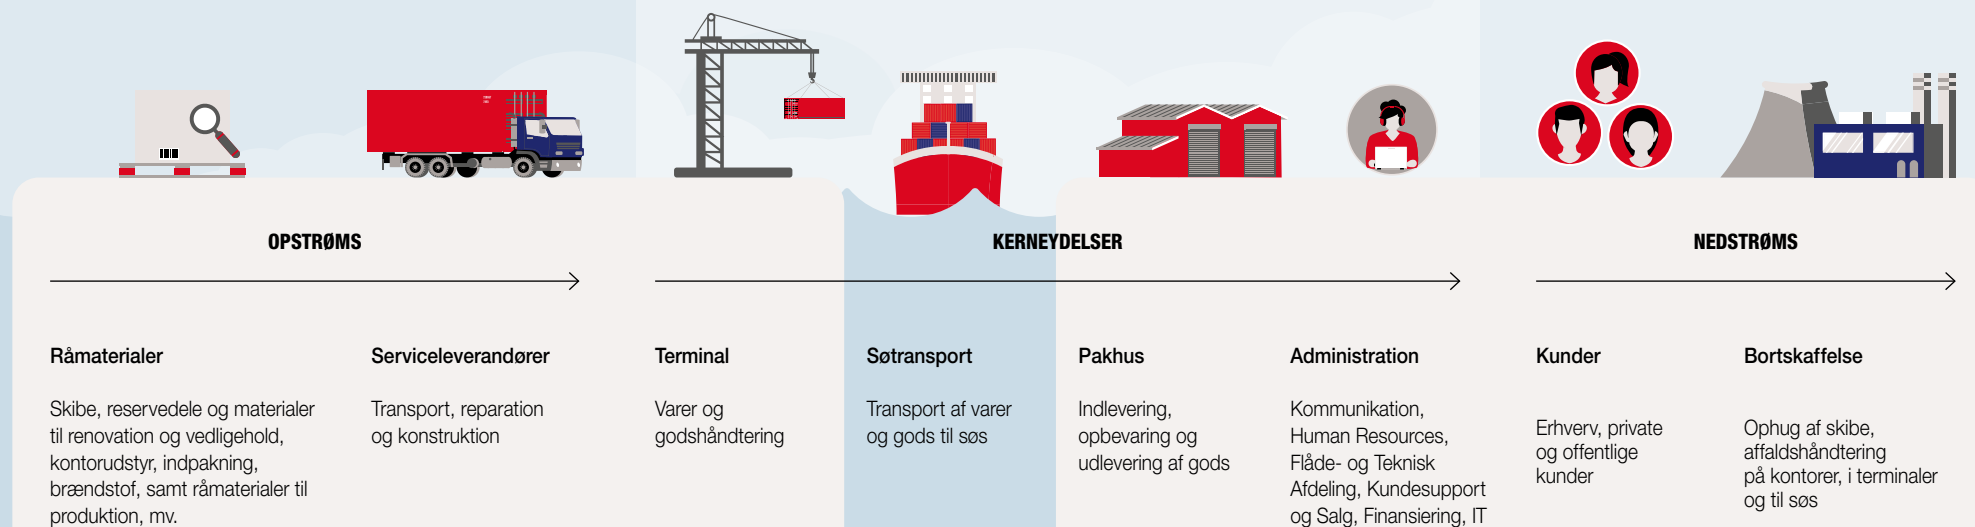 OPSTRØMS
KERNEYDELSER
NEDSTRØMS
Råmaterialer
Skibe, reservedele og materialer
til renovation og vedligehold,
kontorudstyr, indpakning,
brændstof, samt råmaterialer til
produktion, mv.
Serviceleverandører
Transport, reparation
og konstruktion
Terminal
Varer og
godshåndtering
Søtransport
Transport af varer
og gods til søs
Pakhus
Indlevering,
opbevaring og
udlevering af gods
Administration
Kommunikation,
Human Resources,
Flåde- og Teknisk
Afdeling, Kundesupport
og Salg, Finansiering, IT
Kunder
Erhverv, private
og offentlige
kunder
Bortskaffelse
Ophug af skibe,
affaldshåndtering
på kontorer, i terminaler
og til søs